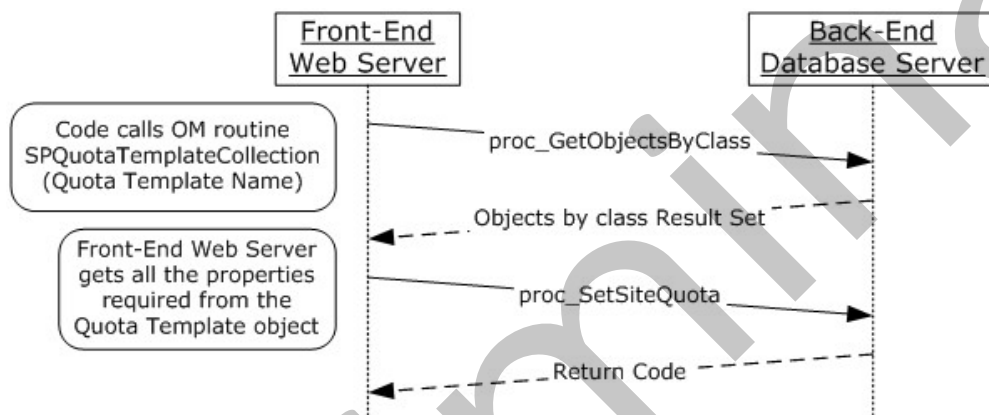 Front-End
Web Server
Back-End
Database Server
Code calls OM routine
SPQuotaTemplateCollection
(Quota Template Name)
proc_GetObjectsByClass
Objects by class Result Set
Front-End Web Server
gets all the properties
required from the
Quota Template object
proc_SetSiteQuota
Return Code